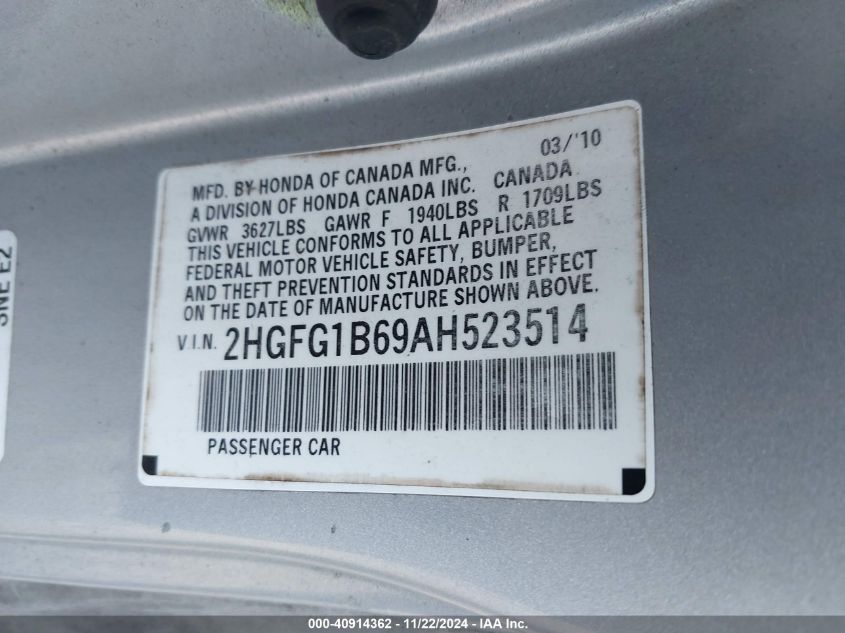 03/'10
MFD. BY HONDA OF CANADA MFG.,
A DIVISION OF HONDA CANADA INC. CANADA
GVWR 3627LBS GAWR F 1940LBS R 1709LBS
THIS VEHICLE CONFORMS TO ALL APPLICABLE
FEDERAL MOTOR VEHICLE SAFETY, BUMPER,
AND THEFT PREVENTION STANDARDS IN EFFECT
ON THE DATE OF MANUFACTURE SHOWN ABOVE.
V.I.N. 2HGFG1B69AH523514
PASSENGER CAR
SNE E2
000-40914362 - 11/22/2024 - IAA Inc.